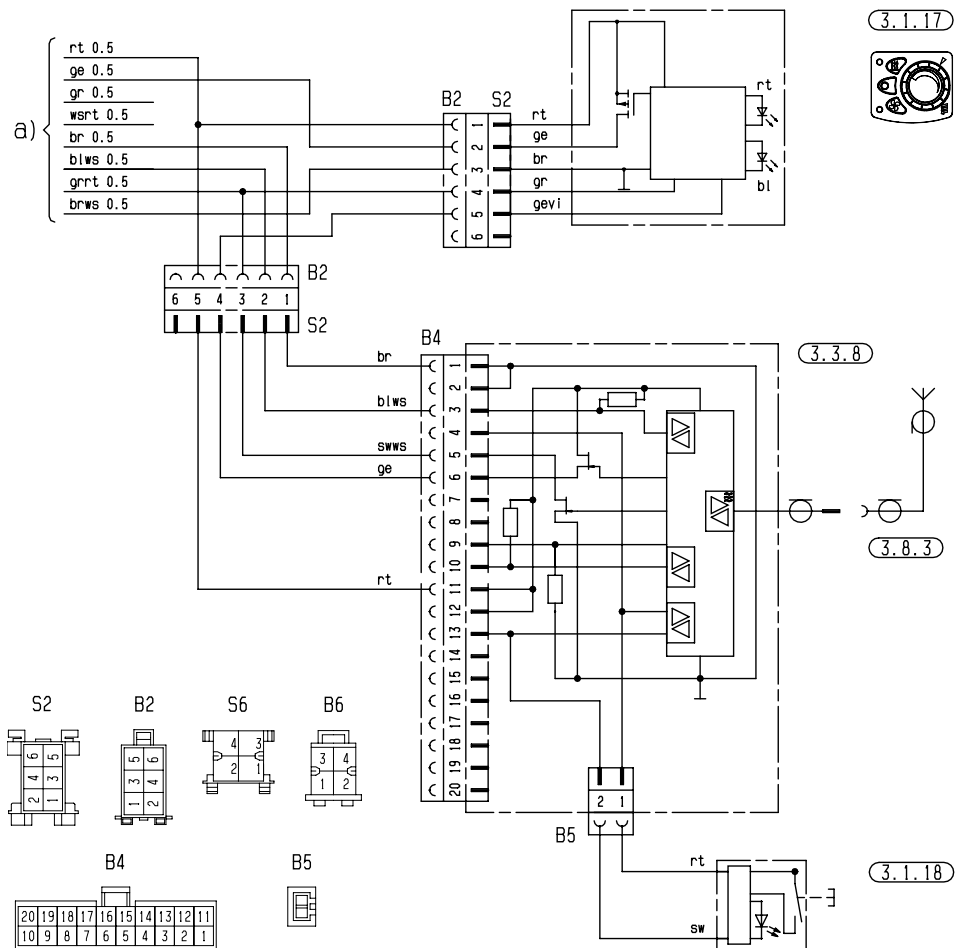 3.1.17
a)
rt 0.5
ge 0.5
gr 0.5
wsrt 0.5
br 0.5
blws 0.5
grrt 0.5
brws 0.5
B2 S2
1 rt
2 ge
3 br
4 gr
5 gevi
6
rt
bl
6 5 4 3 2 1
B2
S2
B4
3.3.8
br 1
2
blws 3
4
swws 5
ge 6
7
8
9
10
rt 11
12
13
14
15
16
17
18
19
20
3.8.3
2 1
B5
3.1.18
rt
sw
S2 B2 S6 B6
6 5
4 3
2 1
5 6
3 4
1 2
4 3
2 1
3 4
1 2
B4 B5
20 19 18 17 16 15 14 13 12 11
10 9 8 7 6 5 4 3 2 1